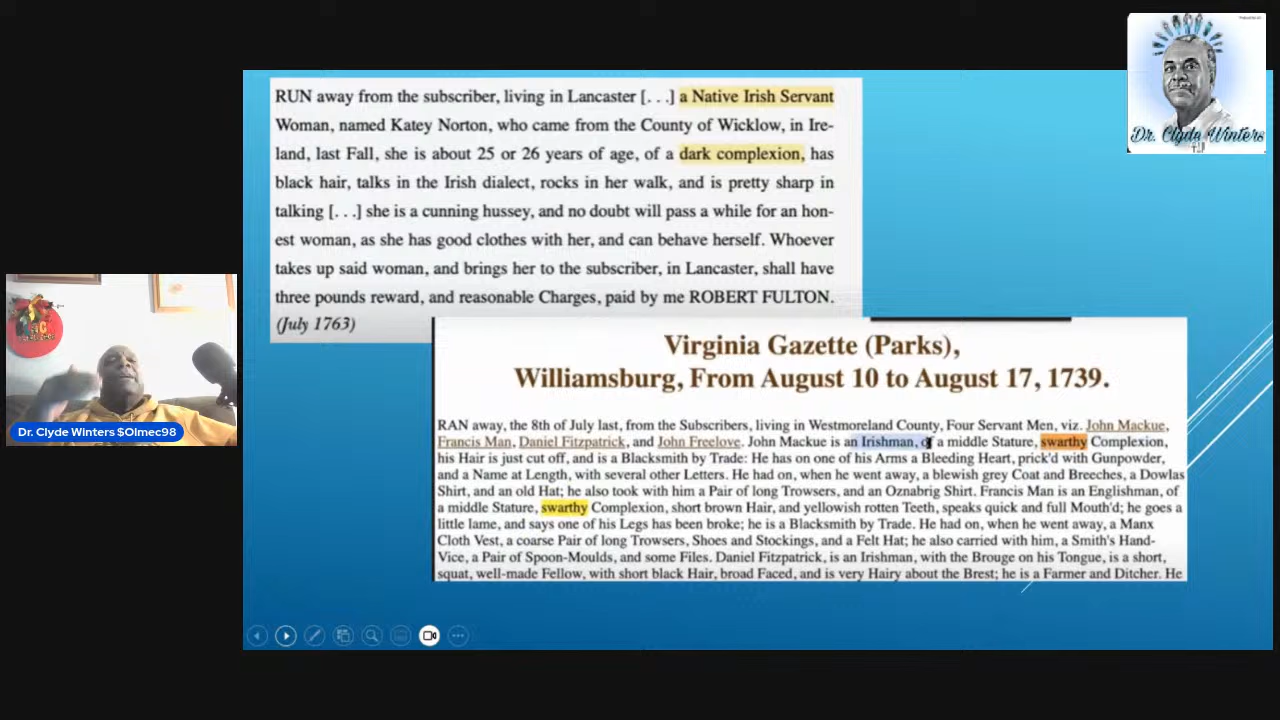 RUN away from the subscriber, living in Lancaster [. . .] a Native Irish Servant
Woman, named Katey Norton, who came from the County of Wicklow, in Ire-
land, last Fall, she is about 25 or 26 years of age, of a dark complexion, has
black hair, talks in the Irish dialect, rocks in her walk, and is pretty sharp in
talking [. . .] she is a cunning hussey, and no doubt will pass a while for an hon-
est woman, as she has good clothes with her, and can behave herself. Whoever
takes up said woman, and brings her to the subscriber, in Lancaster, shall have
three pounds reward, and reasonable Charges, paid by me ROBERT FULTON.
(July 1763)
Virginia Gazette (Parks),
Williamsburg, From August 10 to August 17, 1739.
RAN away, the 8th of July last, from the Subscribers, living in Westmoreland County, Four Servant Men, viz. John Mackue,
Francis Man, Daniel Fitzpatrick, and John Freelove. John Mackue is an Irishman, of a middle Stature, swarthy Complexion,
his Hair is just cut off, and is a Blacksmith by Trade: He has on one of his Arms a Bleeding Heart, prick'd with Gunpowder,
and a Name at Length, with several other Letters. He had on, when he went away, a blewish grey Coat and Breeches, a Dowlas
Shirt, and an old Hat; he also took with him a Pair of long Trowsers, and an Oznabrig Shirt. Francis Man is an Englishman, of
a middle Stature, swarthy Complexion, short brown Hair, and yellowish rotten Teeth, speaks quick and full Mouth'd; he goes a
little lame, and says one of his Legs has been broke; he is a Blacksmith by Trade. He had on, when he went away, a Manx
Cloth Vest, a coarse Pair of long Trowsers, Shoes and Stockings, and a Felt Hat; he also carried with him, a Smith's Hand-
Vice, a Pair of Spoon-Moulds, and some Files. Daniel Fitzpatrick, is an Irishman, with the Brouge on his Tongue, is a short,
squat, well-made Fellow, with short black Hair, broad Faced, and is very Hairy about the Brest; he is a Farmer and Ditcher. He
Dr. Clyde Winters
Dr. Clyde Winters $Olmec98